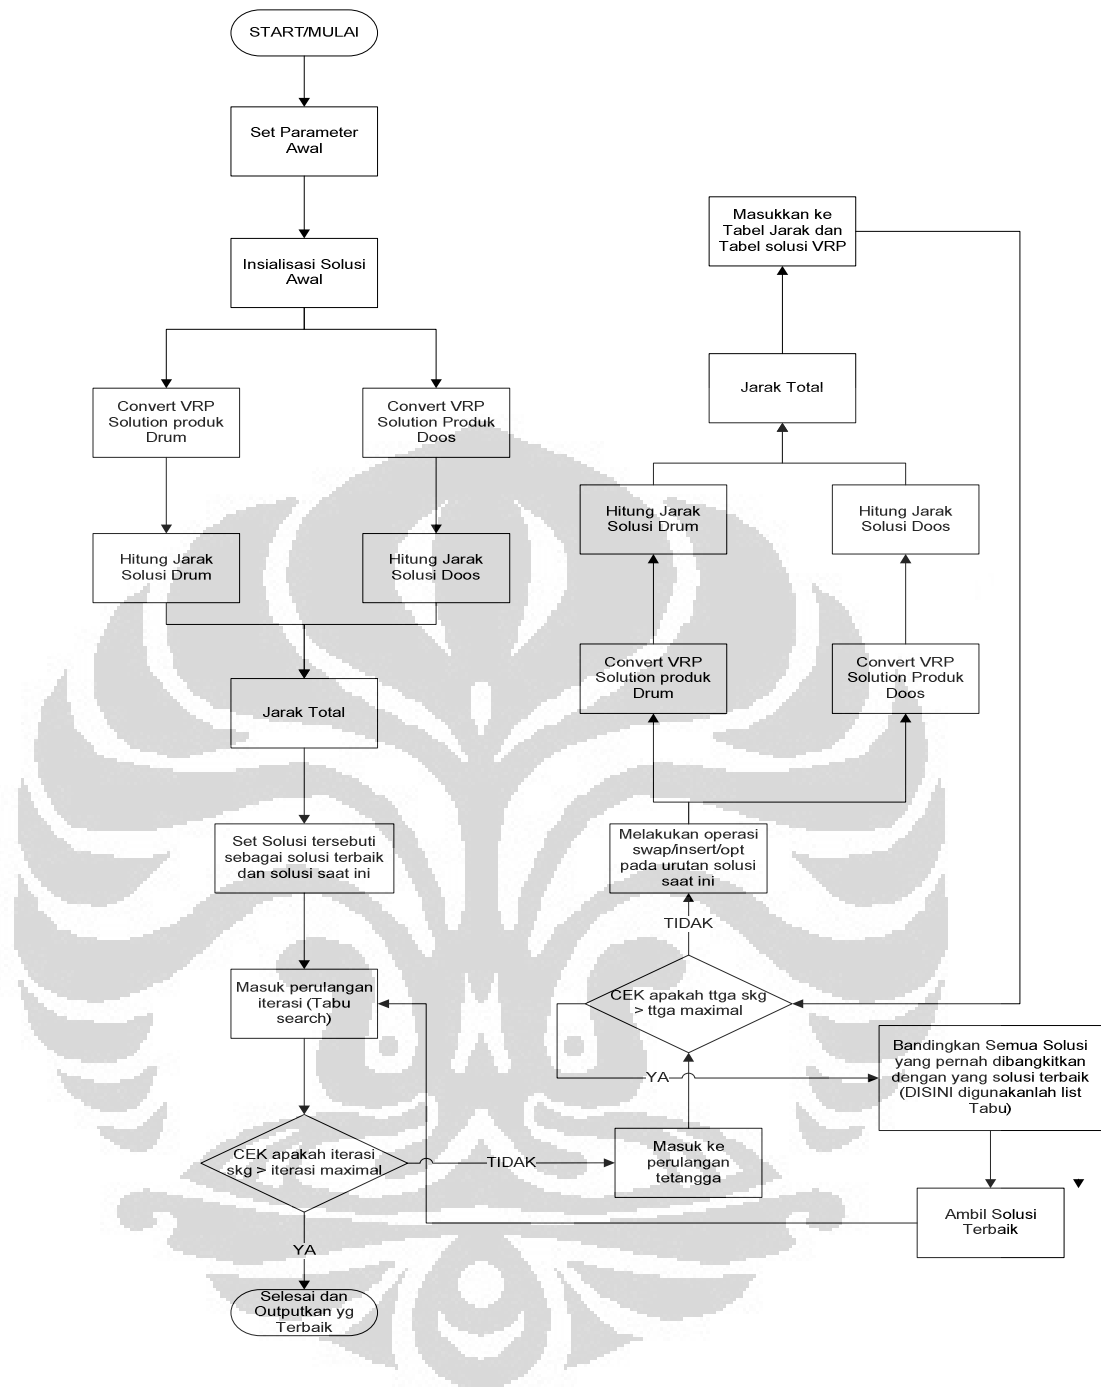 START/MULAI
Set Parameter
Awal
Insialisasi Solusi
Awal
Convert VRP
Solution produk
Drum
Convert VRP
Solution Produk
Doos
Hitung Jarak
Solusi Drum
Hitung Jarak
Solusi Doos
Jarak Total
Set Solusi tersebuti
sebagai solusi terbaik
dan solusi saat ini
Masuk perulangan
iterasi (Tabu
search)
CEK apakah iterasi
skg > iterasi maximal
YA
Selesai dan
Outputkan yg
Terbaik
TIDAK
Masuk ke
perulangan
tetangga
CEK apakah ttga skg
> ttga maximal
TIDAK
Melakukan operasi
swap/insert/opt
pada urutan solusi
saat ini
Convert VRP
Solution produk
Drum
Convert VRP
Solution Produk
Doos
Hitung Jarak
Solusi Drum
Hitung Jarak
Solusi Doos
Jarak Total
Masukkan ke
Tabel Jarak dan
Tabel solusi VRP
YA
Bandingkan Semua Solusi
yang pernah dibangkitkan
dengan yang solusi terbaik
(DISINI digunakanlah list
Tabu)
Ambil Solusi
Terbaik